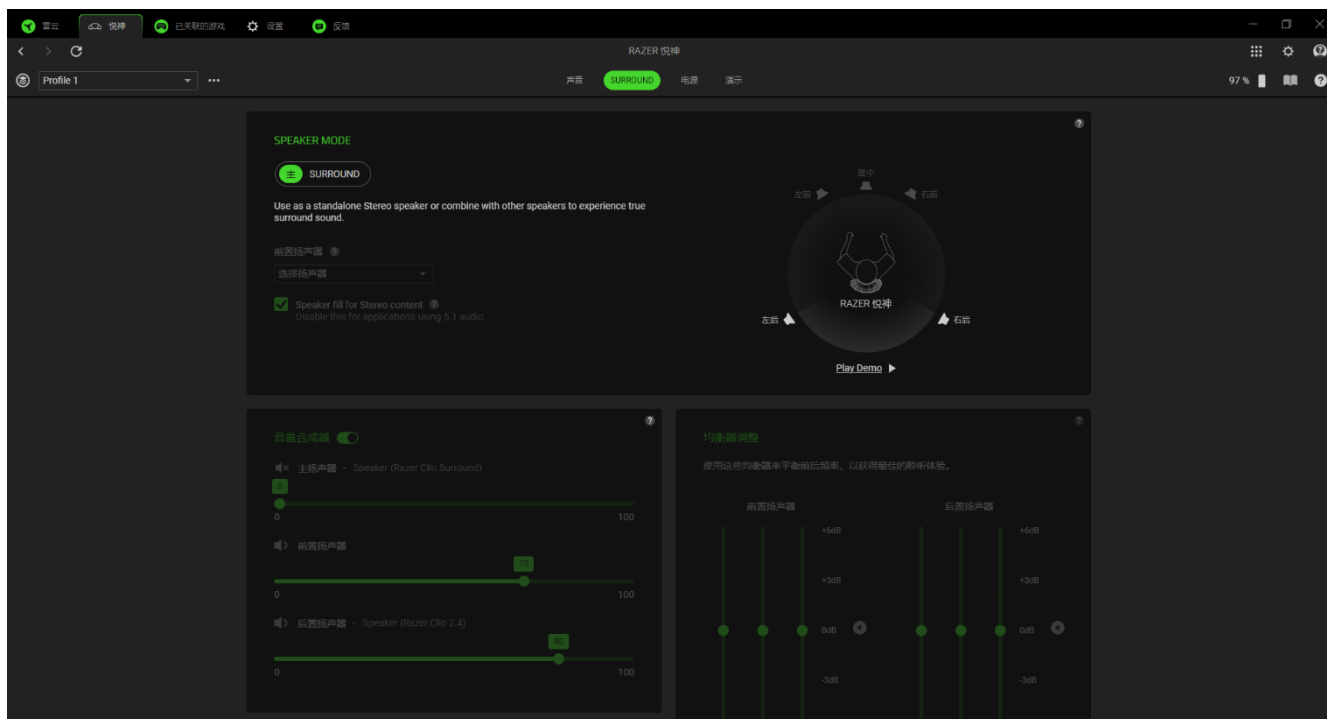 雷云
悦神
已关联的游戏
设置
反馈
RAZER 悦神
Profile 1
声音
SURROUND
电源
演示
97 %
SPEAKER MODE
主
SURROUND
Use as a standalone Stereo speaker or combine with other speakers to experience true
surround sound.
前置扬声器
选择扬声器
Speaker fill for Stereo content
Disable this for applications using 5.1 audio.
居中
左前
右前
RAZER 悦神
左后
右后
Play Demo
音量合成器
主扬声器 - Speaker (Razer Clio Surround)
0
0
100
前置扬声器
70
0
100
后置扬声器 - Speaker (Razer Clio 2.4)
80
0
100
均衡器调整
使用这些均衡器来平衡前后频率，以获得最佳的聆听体验。
前置扬声器
+6dB
+3dB
0dB
-3dB
后置扬声器
+6dB
+3dB
0dB
-3dB